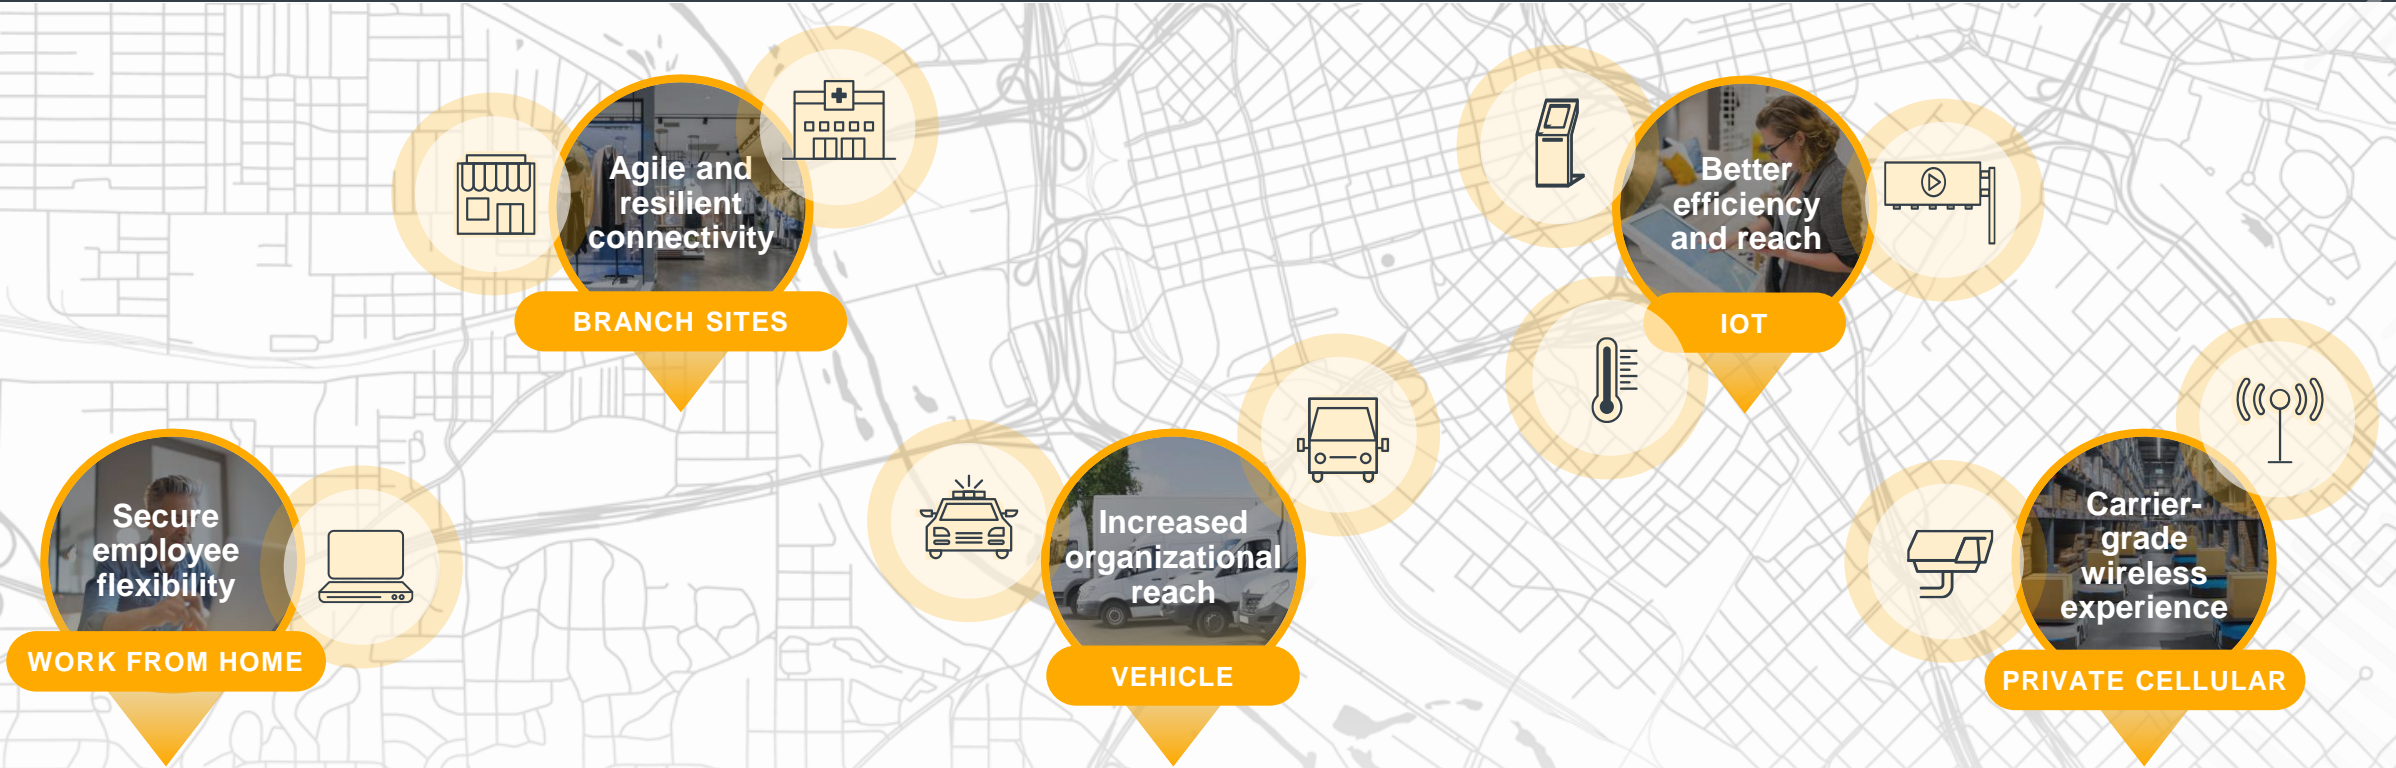 Agile and
resilient
connectivity
BRANCH SITES
Better
efficiency
and reach
IOT
Secure
employee
flexibility
WORK FROM HOME
Increased
organizational
reach
VEHICLE
Carrier-
grade
wireless
experience
PRIVATE CELLULAR